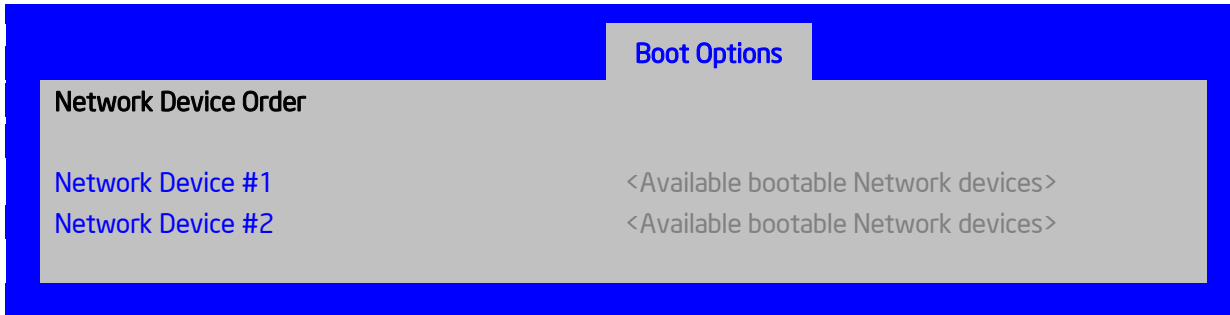 Boot Options
Network Device Order
Network Device #1 <Available bootable Network devices>
Network Device #2 <Available bootable Network devices>